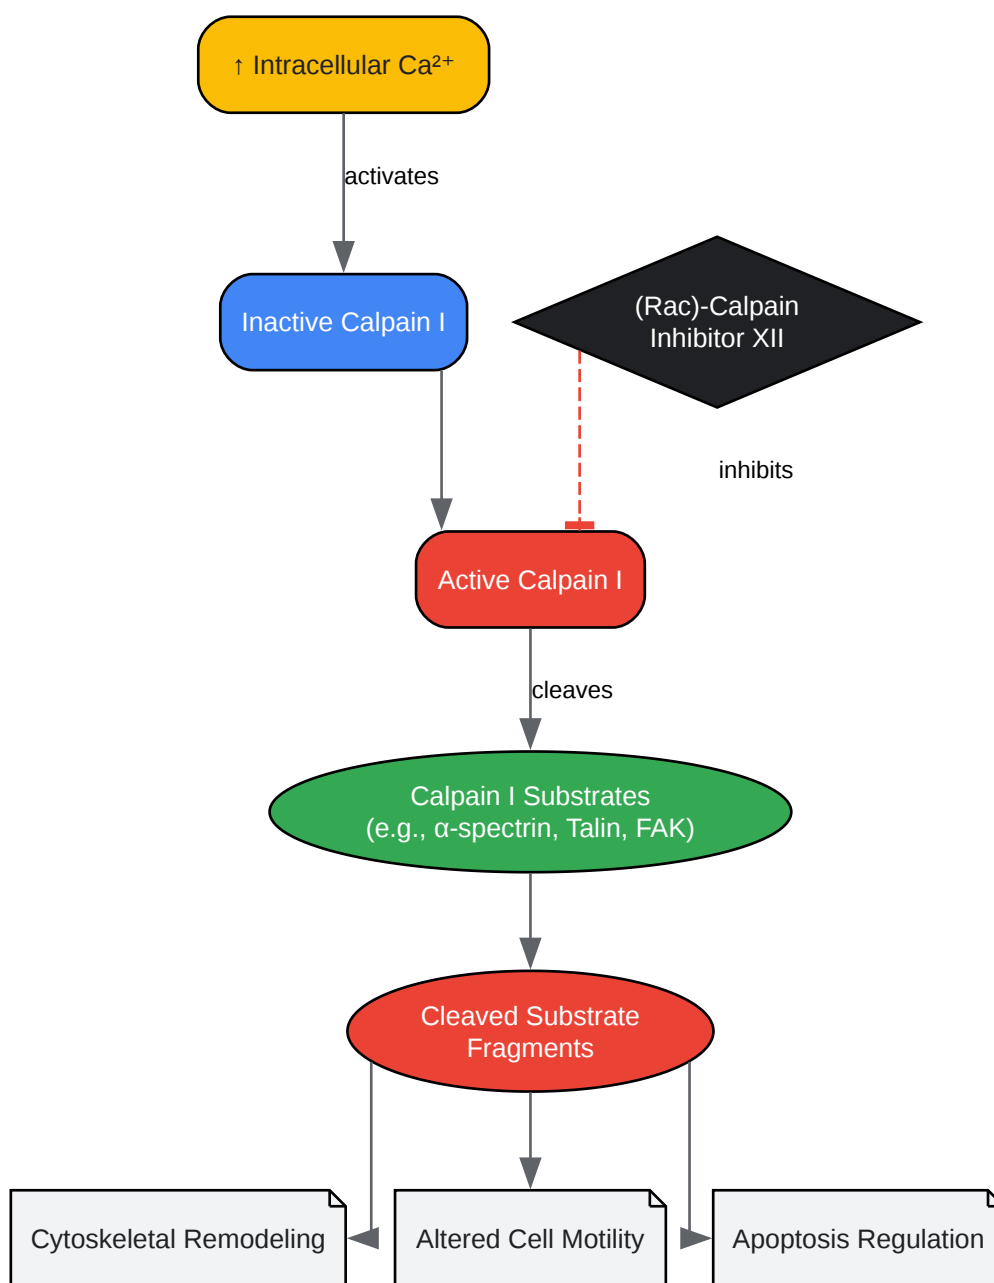 ↑ Intracellular Ca²⁺
activates
Inactive Calpain I
(Rac)-Calpain
Inhibitor XII
inhibits
Active Calpain I
cleaves
Calpain I Substrates
(e.g., α-spectrin, Talin, FAK)
Cleaved Substrate
Fragments
Cytoskeletal Remodeling
Altered Cell Motility
Apoptosis Regulation